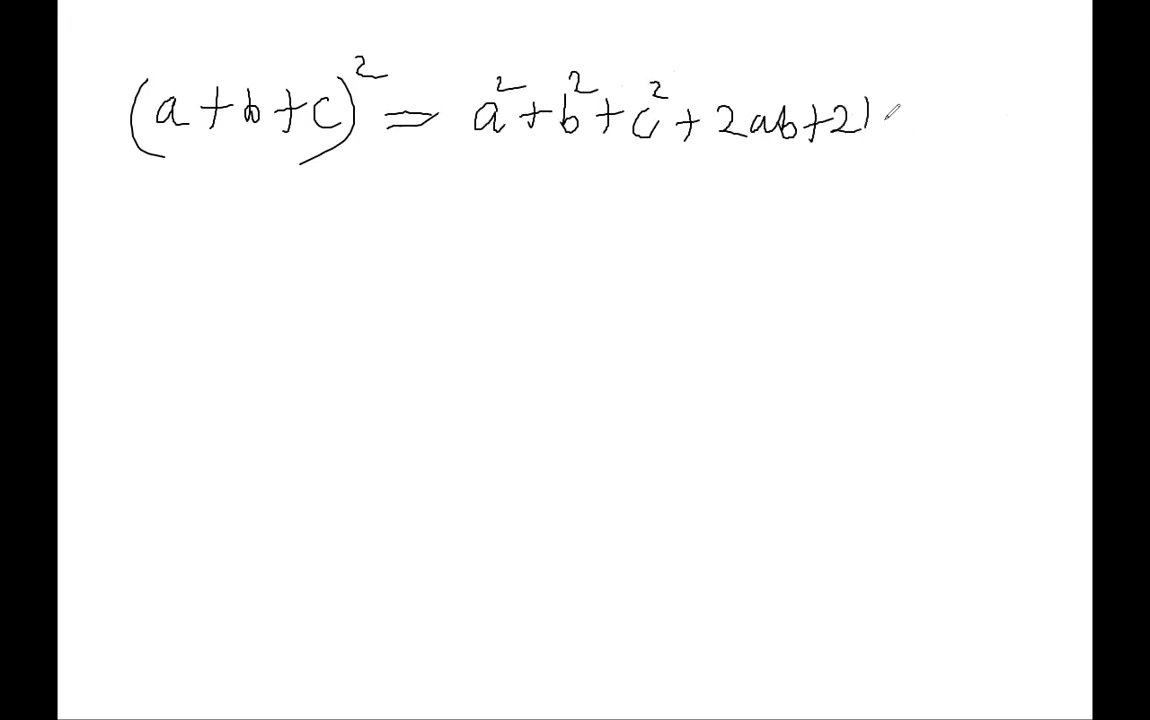 (a+b+c)² = a²+b²+c²+2ab+2